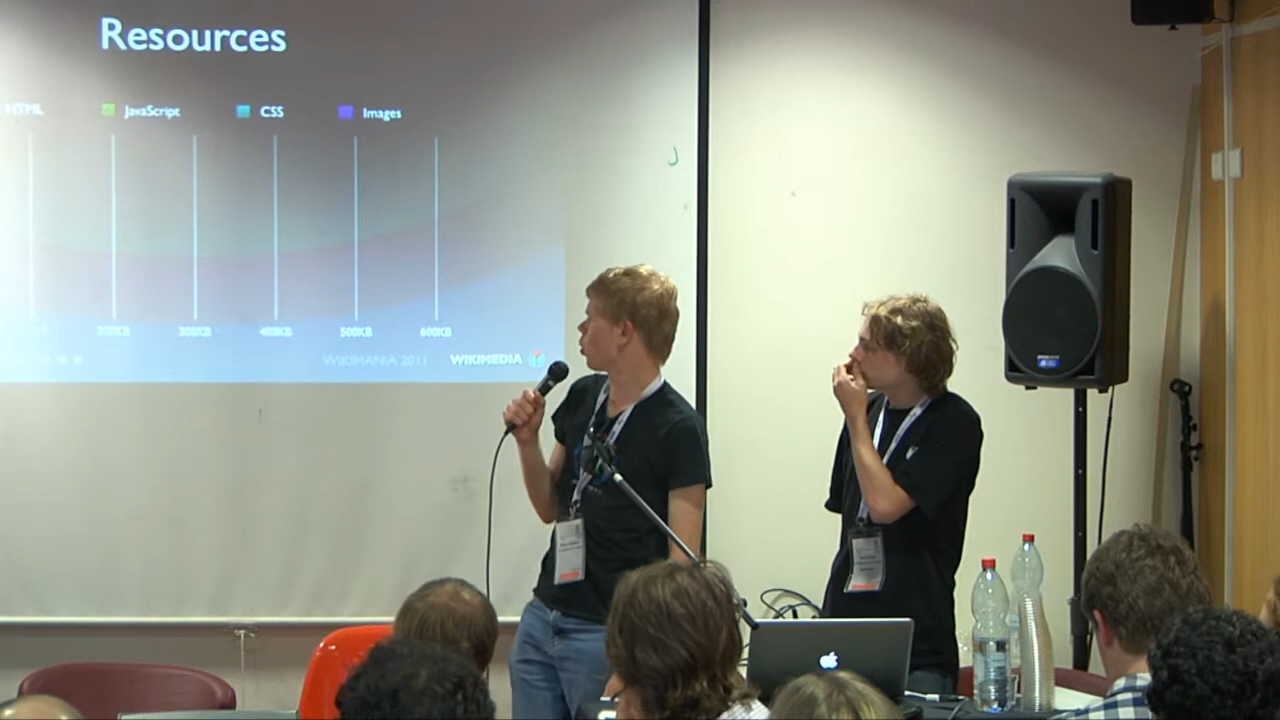 Resources
HTML JavaScript CSS Images
200KB 300KB 400KB 500KB 600KB
WIKIMANIA 2011 WIKIMEDIA